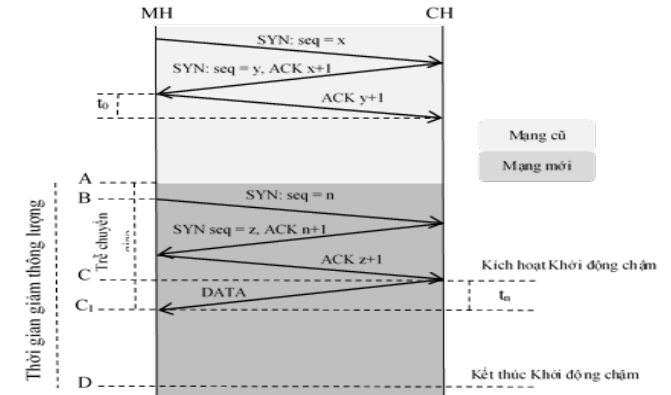 MH
CH
SYN: seq = x
SYN: seq = y, ACK x+1
t₀
ACK y+1
Mạng cũ
Mạng mới
A
SYN: seq = n
B
SYN seq = z, ACK n+1
Thời gian giảm thông lượng
Trễ chuyển
ACK z+1
Kích hoạt Khởi động chậm
C
DATA
tₙ
C₁
Kết thúc Khởi động chậm
D